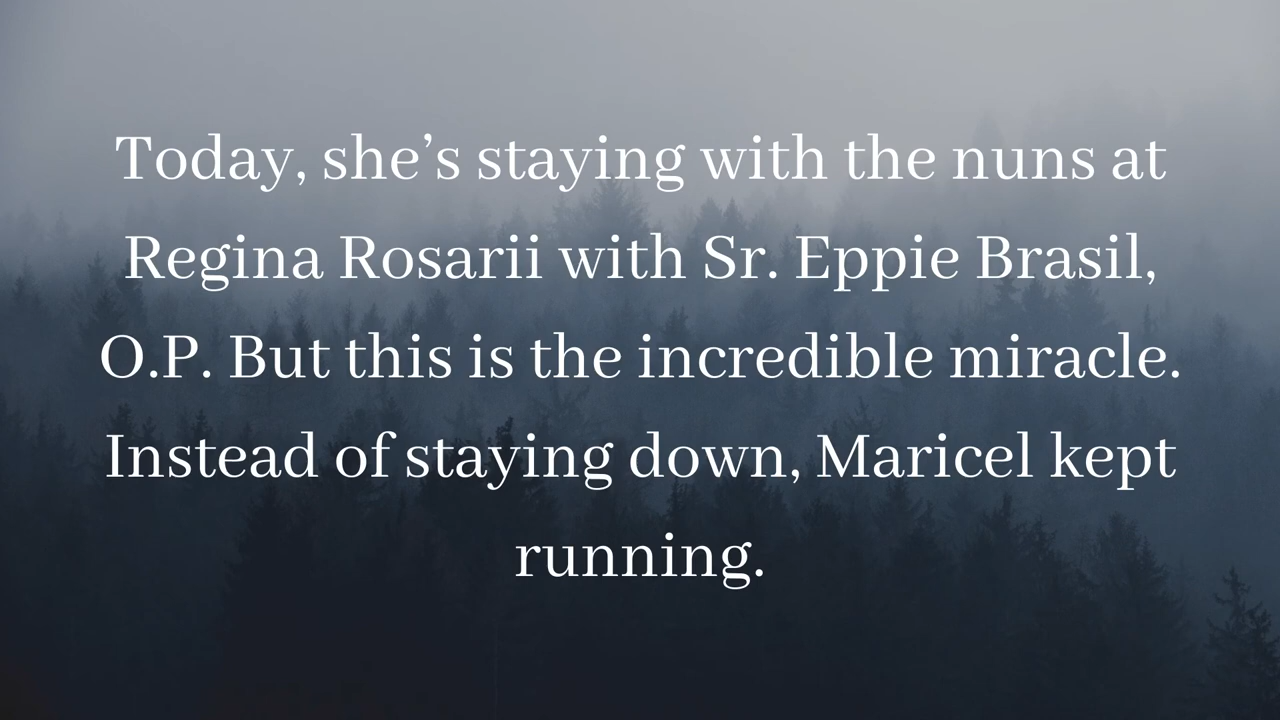 Today, she’s staying with the nuns at
Regina Rosarii with Sr. Eppie Brasil,
O.P. But this is the incredible miracle.
Instead of staying down, Maricel kept
running.